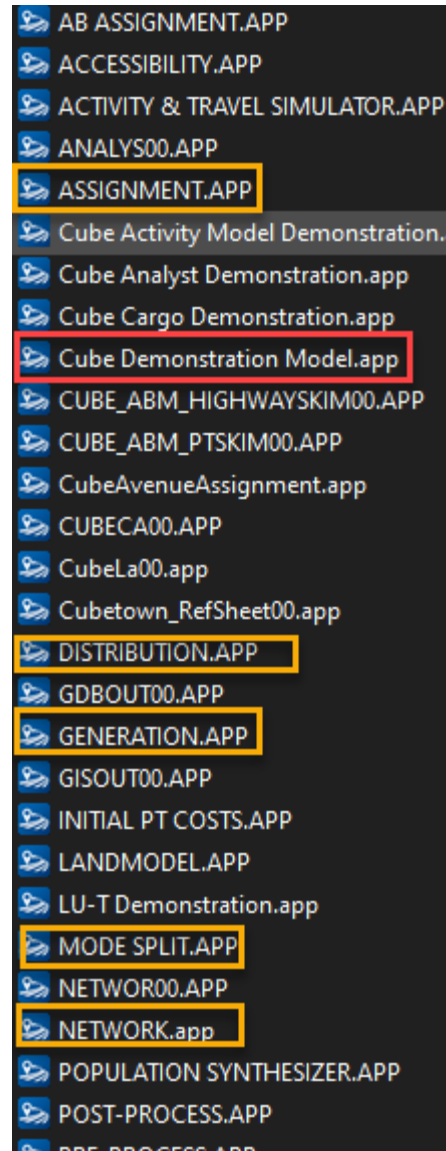 AB ASSIGNMENT.APP
ACCESSIBILITY.APP
ACTIVITY & TRAVEL SIMULATOR.APP
ANALYS00.APP
ASSIGNMENT.APP
Cube Activity Model Demonstration.
Cube Analyst Demonstration.app
Cube Cargo Demonstration.app
Cube Demonstration Model.app
CUBE_ABM_HIGHWAYSKIM00.APP
CUBE_ABM_PTSKIM00.APP
CubeAvenueAssignment.app
CUBECA00.APP
CubeLa00.app
Cubetown_RefSheet00.app
DISTRIBUTION.APP
GDBOUT00.APP
GENERATION.APP
GISOUT00.APP
INITIAL PT COSTS.APP
LANDMODEL.APP
LU-T Demonstration.app
MODE SPLIT.APP
NETWOR00.APP
NETWORK.app
POPULATION SYNTHESIZER.APP
POST-PROCESS.APP